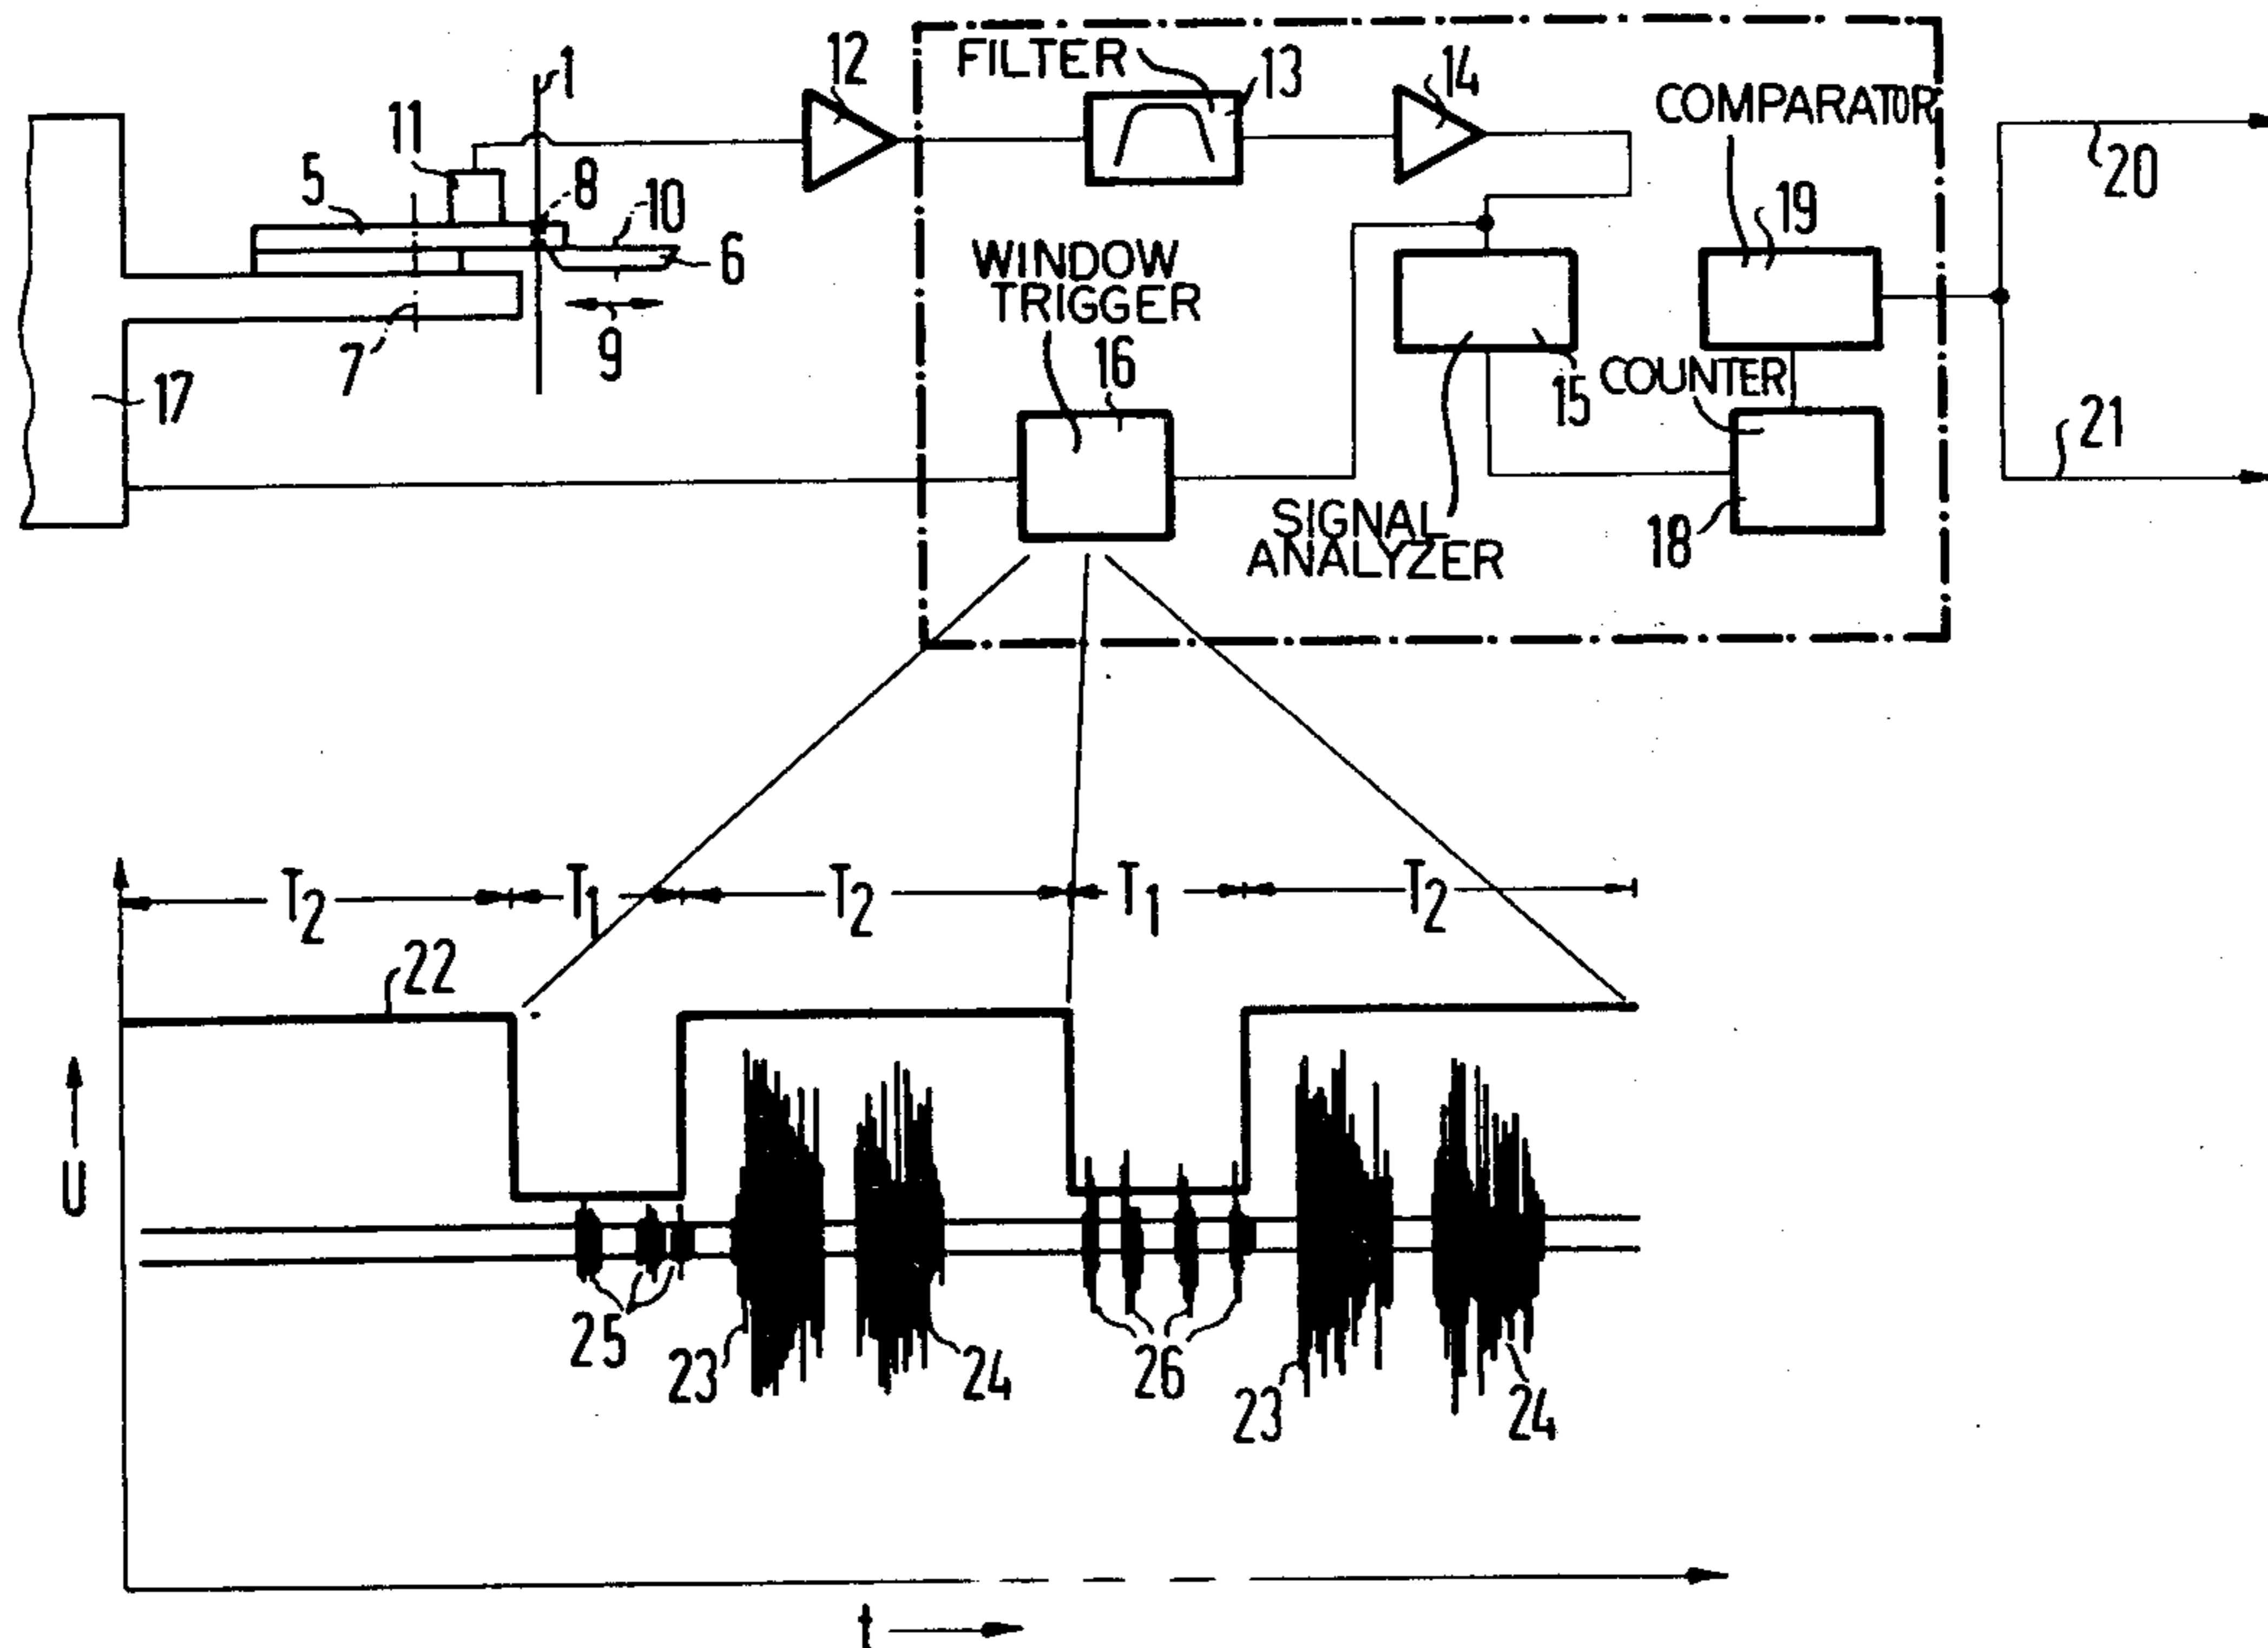 FILTER
12
13
14
1
COMPARATOR
11
5
8
10
19
20
6
WINDOW
TRIGGER
7
9
16
17
15
COUNTER
21
SIGNAL
ANALYZER
18
T2 T1 T2 T1 T2
22
U
25
23
24
26
23
24
t